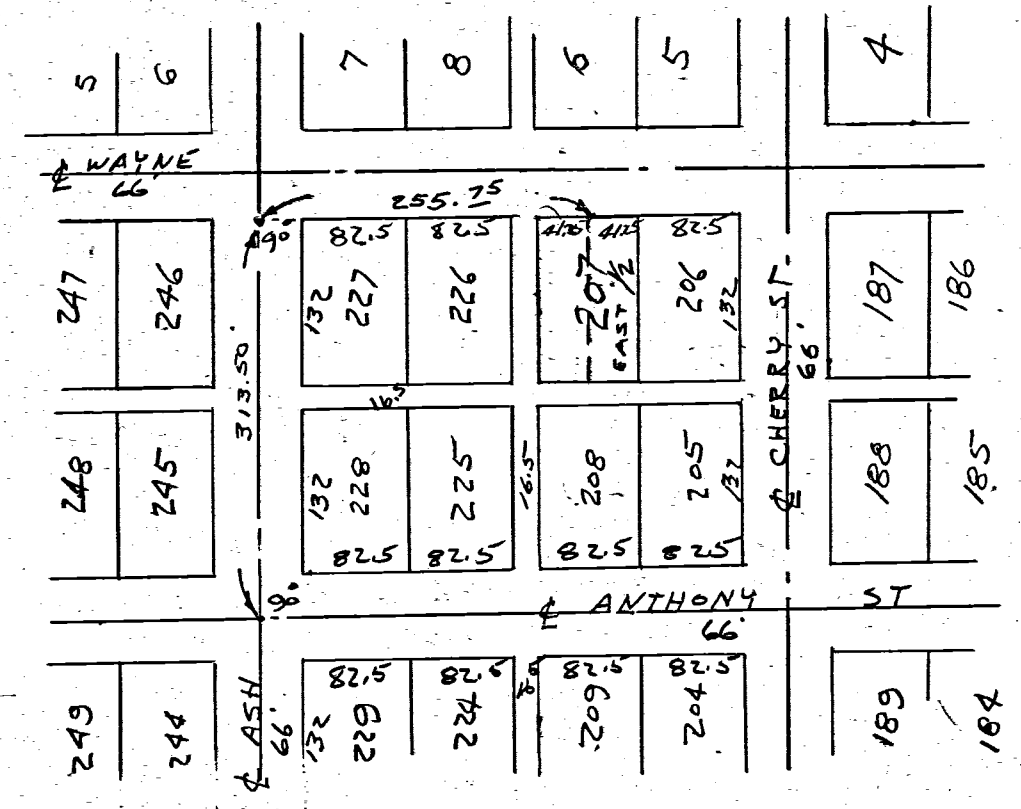 5 6 7 8 6 5 4
℄ WAYNE
66
255.75
90°
82.5 82.5 41.25 41.25 82.5
247 246 132 227 226 207 EAST 1/2 206 132 187 186
313.50'
℄ CHERRY ST.
66'
16.5
248 245 132 228 225 16.5 208 205 132 188 185
82.5 82.5 82.5 82.5
90°
℄ ANTHONY ST
66'
82.5 82.5 82.5 82.5
249 244 132 229 224 209 204 189 184
℄ ASH
66'